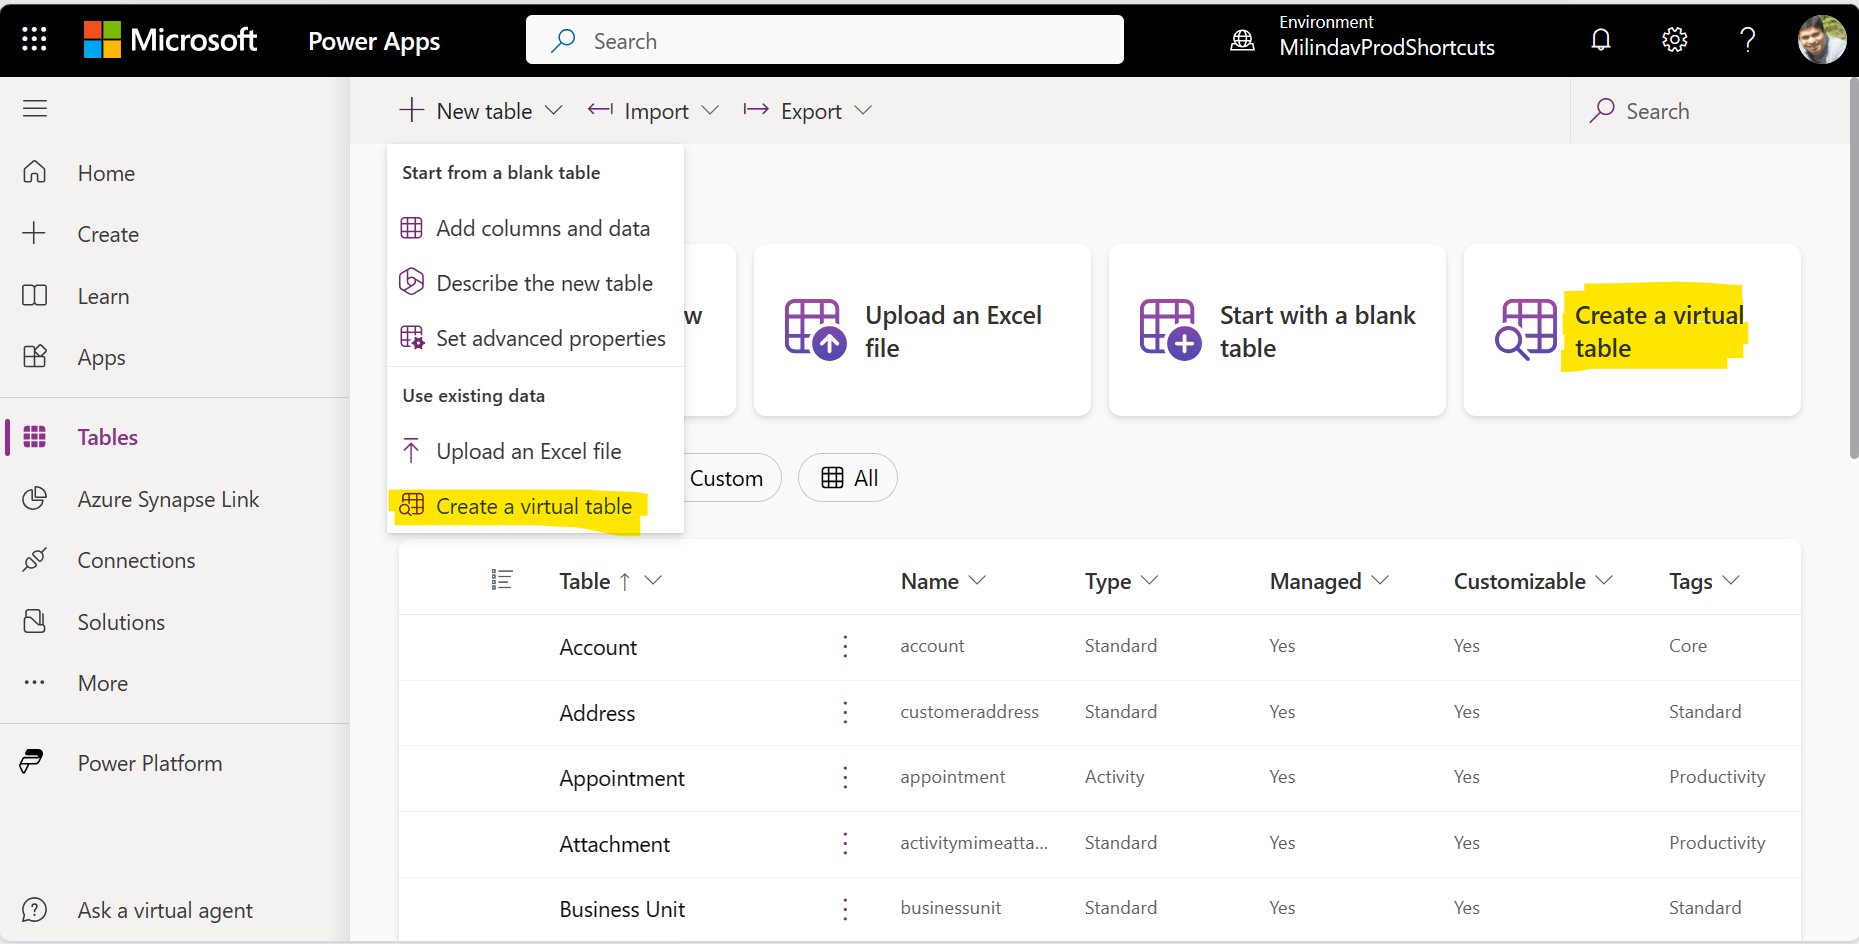 Microsoft
Power Apps
Search
Environment
MilindavProdShortcuts
New table
Import
Export
Search
Home
Create
Learn
Apps
Tables
Azure Synapse Link
Connections
Solutions
More
Power Platform
Ask a virtual agent
Start from a blank table
Add columns and data
Describe the new table
Set advanced properties
Use existing data
Upload an Excel file
Create a virtual table
w
Upload an Excel
file
Start with a blank
table
Create a virtual
table
Custom
All
Table ↑ Name Type Managed Customizable Tags
Account account Standard Yes Yes Core
Address customeraddress Standard Yes Yes Standard
Appointment appointment Activity Yes Yes Productivity
Attachment activitymimeatta... Standard Yes Yes Productivity
Business Unit businessunit Standard Yes Yes Standard